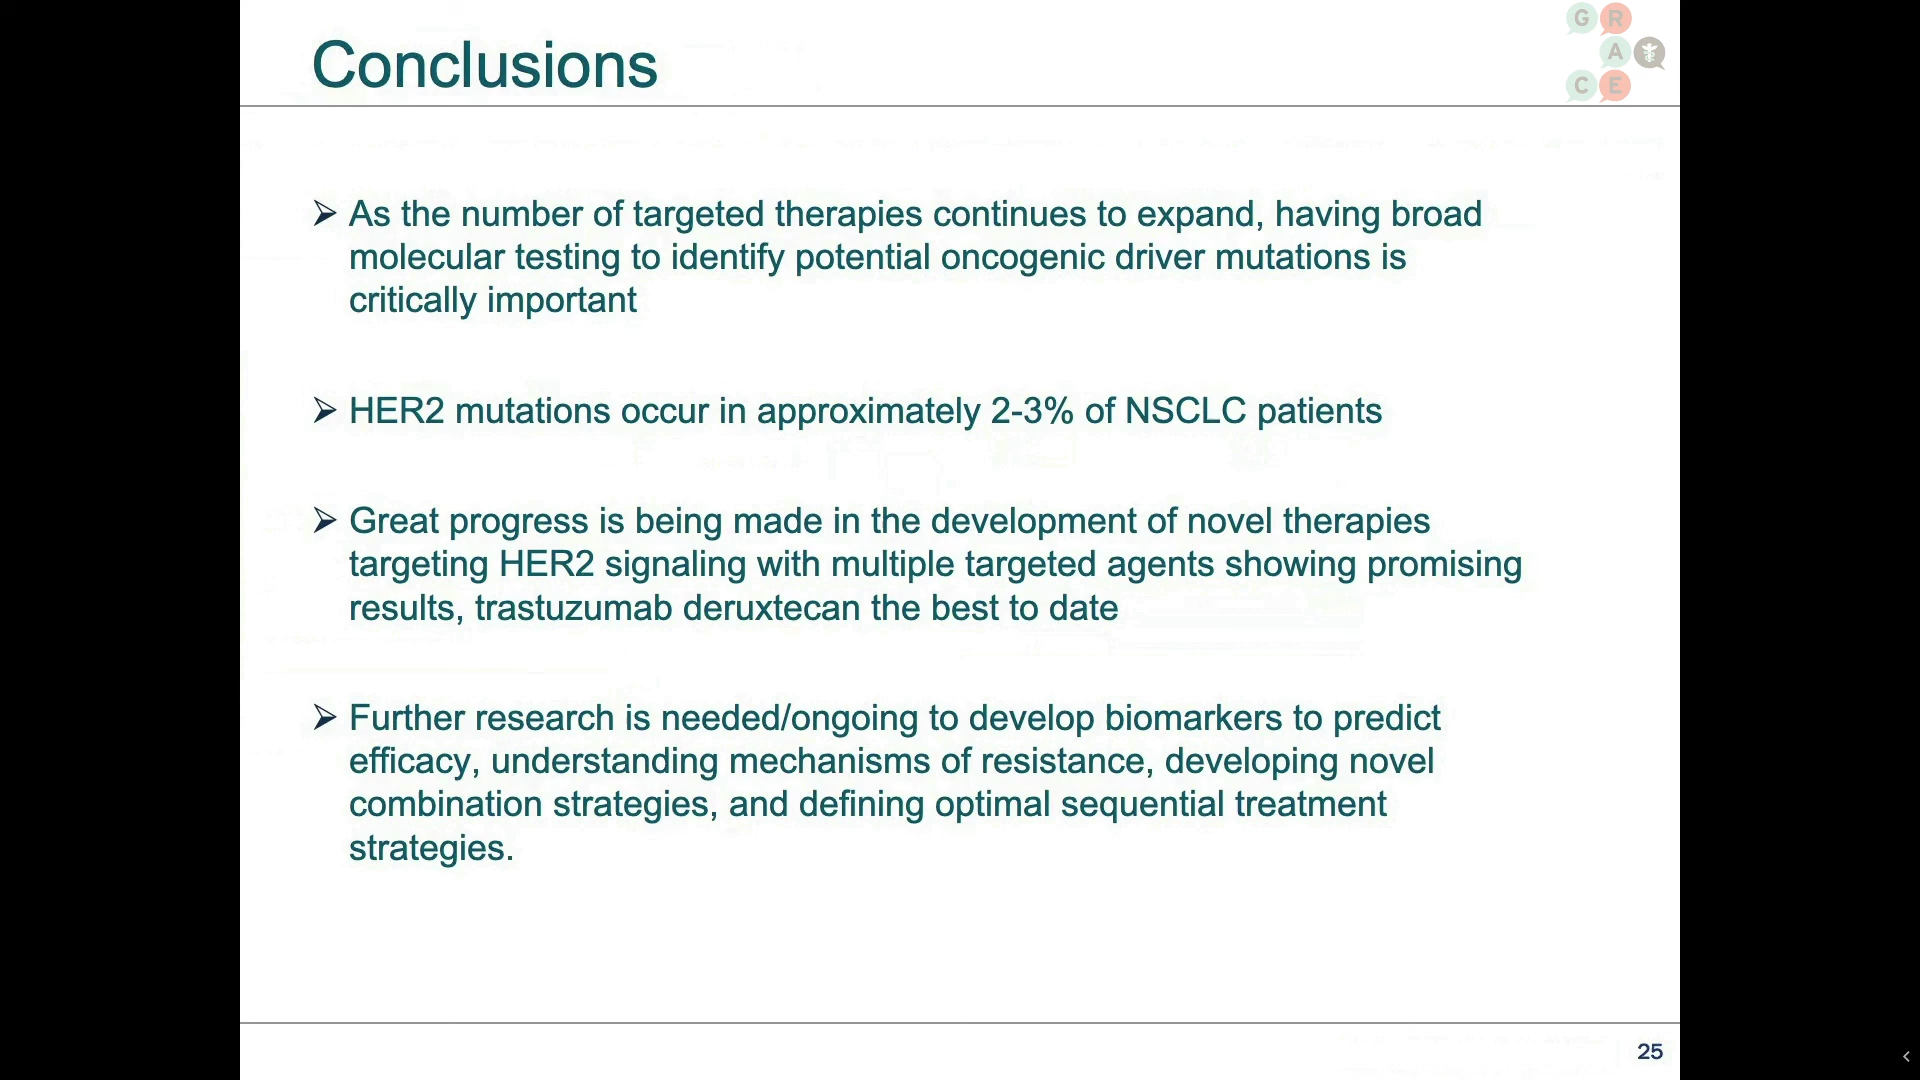 Conclusions
G R
A
C E
➢ As the number of targeted therapies continues to expand, having broad
molecular testing to identify potential oncogenic driver mutations is
critically important
➢ HER2 mutations occur in approximately 2-3% of NSCLC patients
➢ Great progress is being made in the development of novel therapies
targeting HER2 signaling with multiple targeted agents showing promising
results, trastuzumab deruxtecan the best to date
➢ Further research is needed/ongoing to develop biomarkers to predict
efficacy, understanding mechanisms of resistance, developing novel
combination strategies, and defining optimal sequential treatment
strategies.
25